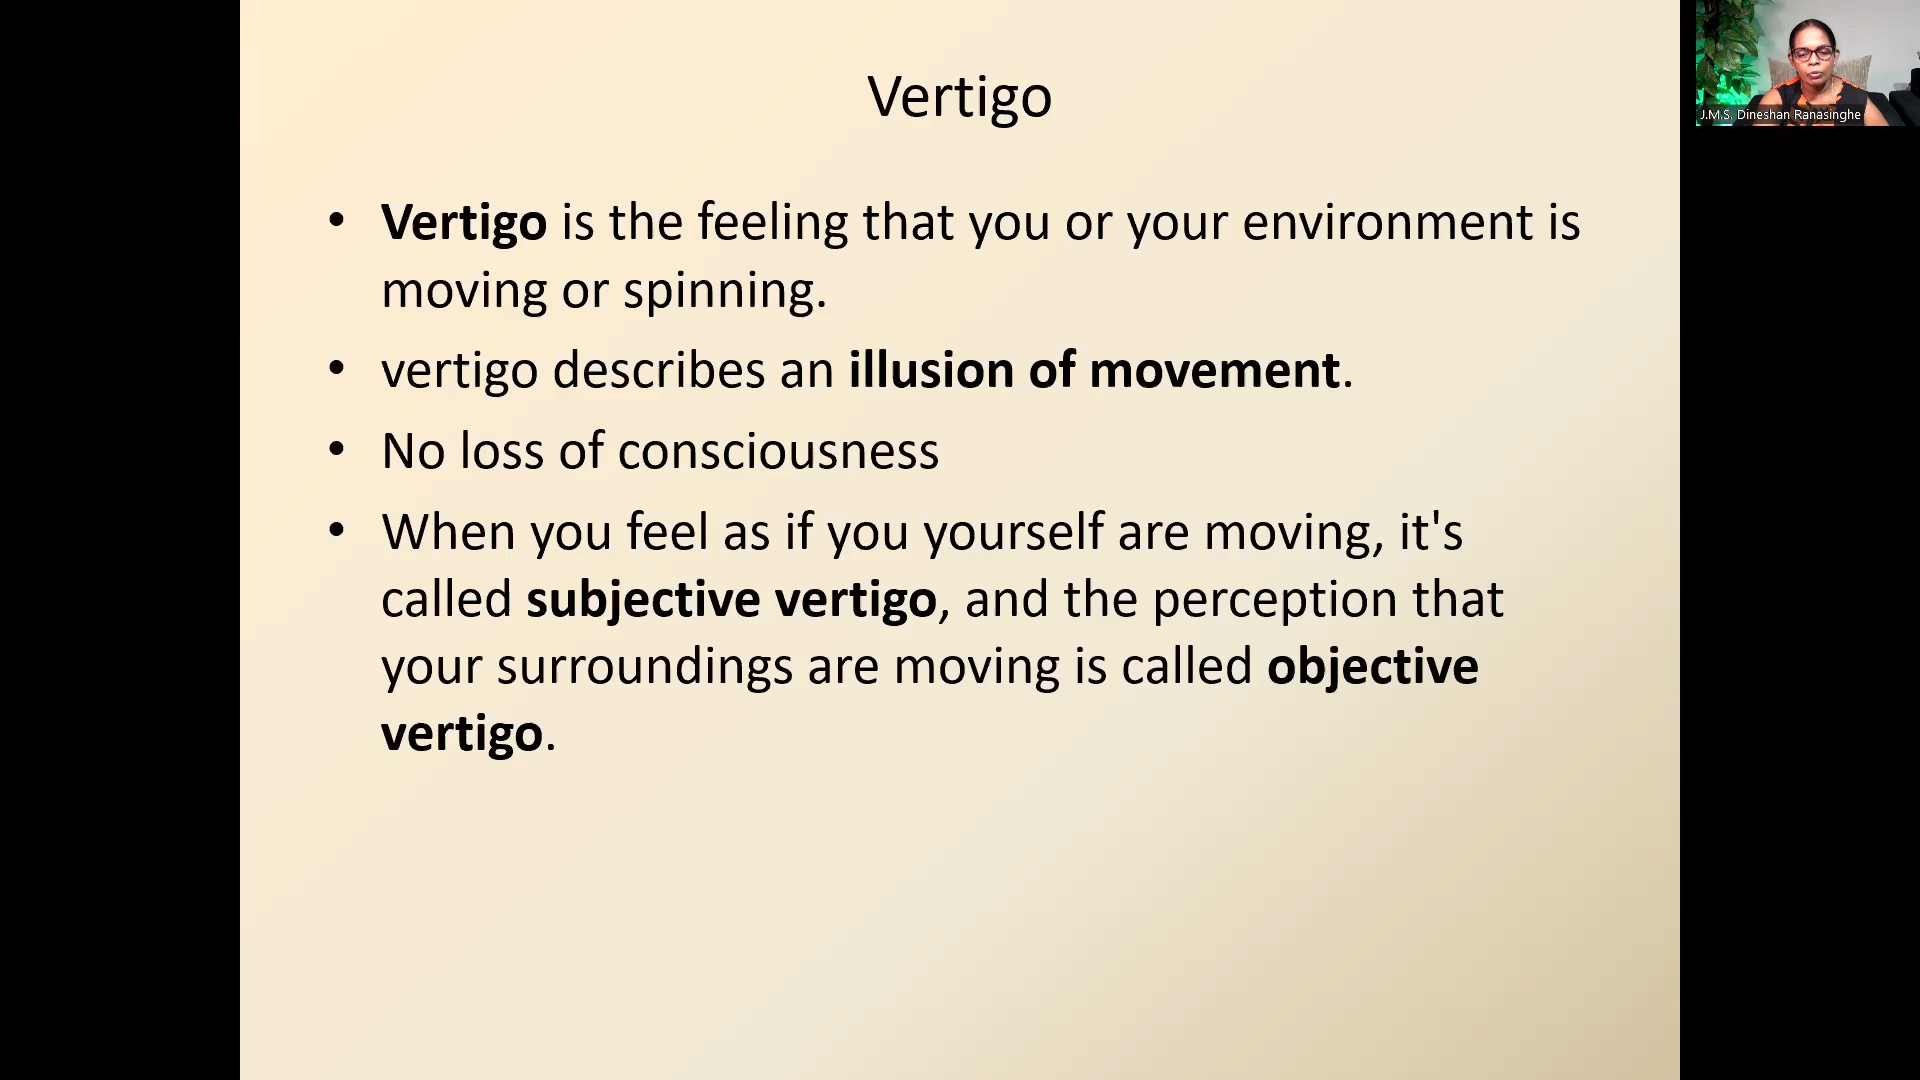 Vertigo
J.M.S. Dineshan Ranasinghe
• Vertigo is the feeling that you or your environment is
moving or spinning.
• vertigo describes an illusion of movement.
• No loss of consciousness
• When you feel as if you yourself are moving, it's
called subjective vertigo, and the perception that
your surroundings are moving is called objective
vertigo.